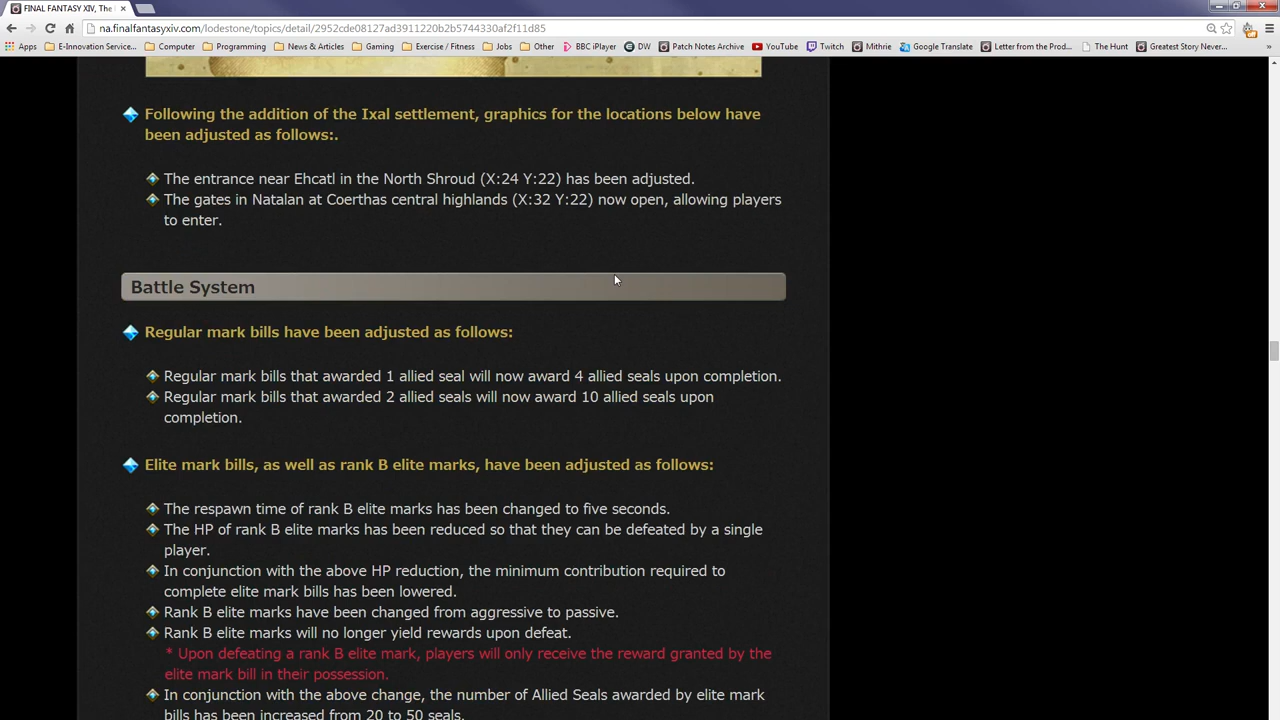 FINAL FANTASY XIV, The
na.finalfantasyxiv.com/lodestone/topics/detail/2952cde08127ad3911220b2b5744330af2f11d85
Apps E-Innovation Service... Computer Programming News & Articles Gaming Exercise / Fitness Jobs Other BBC iPlayer DW Patch Notes Archive YouTube Twitch Mithrie Google Translate Letter from the Prod... The Hunt Greatest Story Never... »
Following the addition of the Ixal settlement, graphics for the locations below have
been adjusted as follows:.
The entrance near Ehcatl in the North Shroud (X:24 Y:22) has been adjusted.
The gates in Natalan at Coerthas central highlands (X:32 Y:22) now open, allowing players
to enter.
Battle System
Regular mark bills have been adjusted as follows:
Regular mark bills that awarded 1 allied seal will now award 4 allied seals upon completion.
Regular mark bills that awarded 2 allied seals will now award 10 allied seals upon
completion.
Elite mark bills, as well as rank B elite marks, have been adjusted as follows:
The respawn time of rank B elite marks has been changed to five seconds.
The HP of rank B elite marks has been reduced so that they can be defeated by a single
player.
In conjunction with the above HP reduction, the minimum contribution required to
complete elite mark bills has been lowered.
Rank B elite marks have been changed from aggressive to passive.
Rank B elite marks will no longer yield rewards upon defeat.
* Upon defeating a rank B elite mark, players will only receive the reward granted by the
elite mark bill in their possession.
In conjunction with the above change, the number of Allied Seals awarded by elite mark
bills has been increased from 20 to 50 seals.